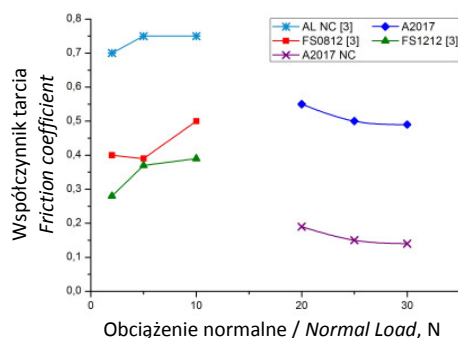 AL NC [3] A2017
FS0812 [3] FS1212 [3]
A2017 NC
Współczynnik tarcia
Friction coefficient
0,8
0,7
0,6
0,5
0,4
0,3
0,2
0,1
0,0
0 10 20 30
Obciążenie normalne / Normal Load, N